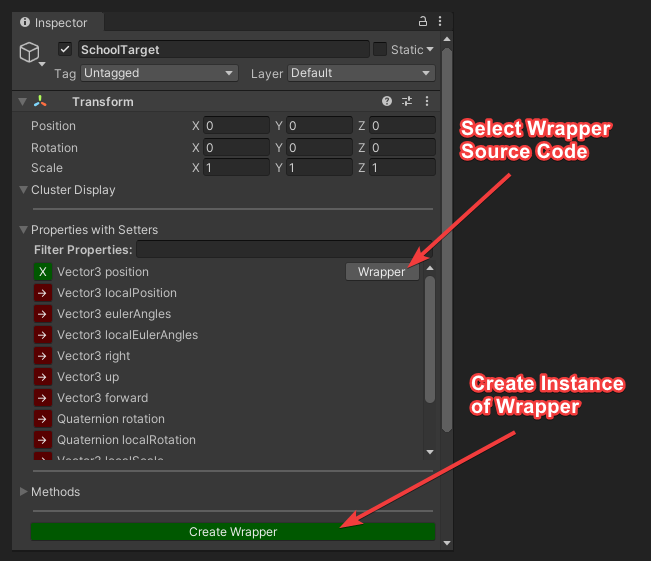 Inspector
SchoolTarget
Static
Tag Untagged Layer Default
Transform
Position X 0 Y 0 Z 0
Rotation X 0 Y 0 Z 0
Scale X 1 Y 1 Z 1
Cluster Display
Properties with Setters
Filter Properties:
X Vector3 position Wrapper
Vector3 localPosition
Vector3 eulerAngles
Vector3 localEulerAngles
Vector3 right
Vector3 up
Vector3 forward
Quaternion rotation
Quaternion localRotation
Vector3 localScale
Methods
Create Wrapper
Select Wrapper
Source Code
Create Instance
of Wrapper